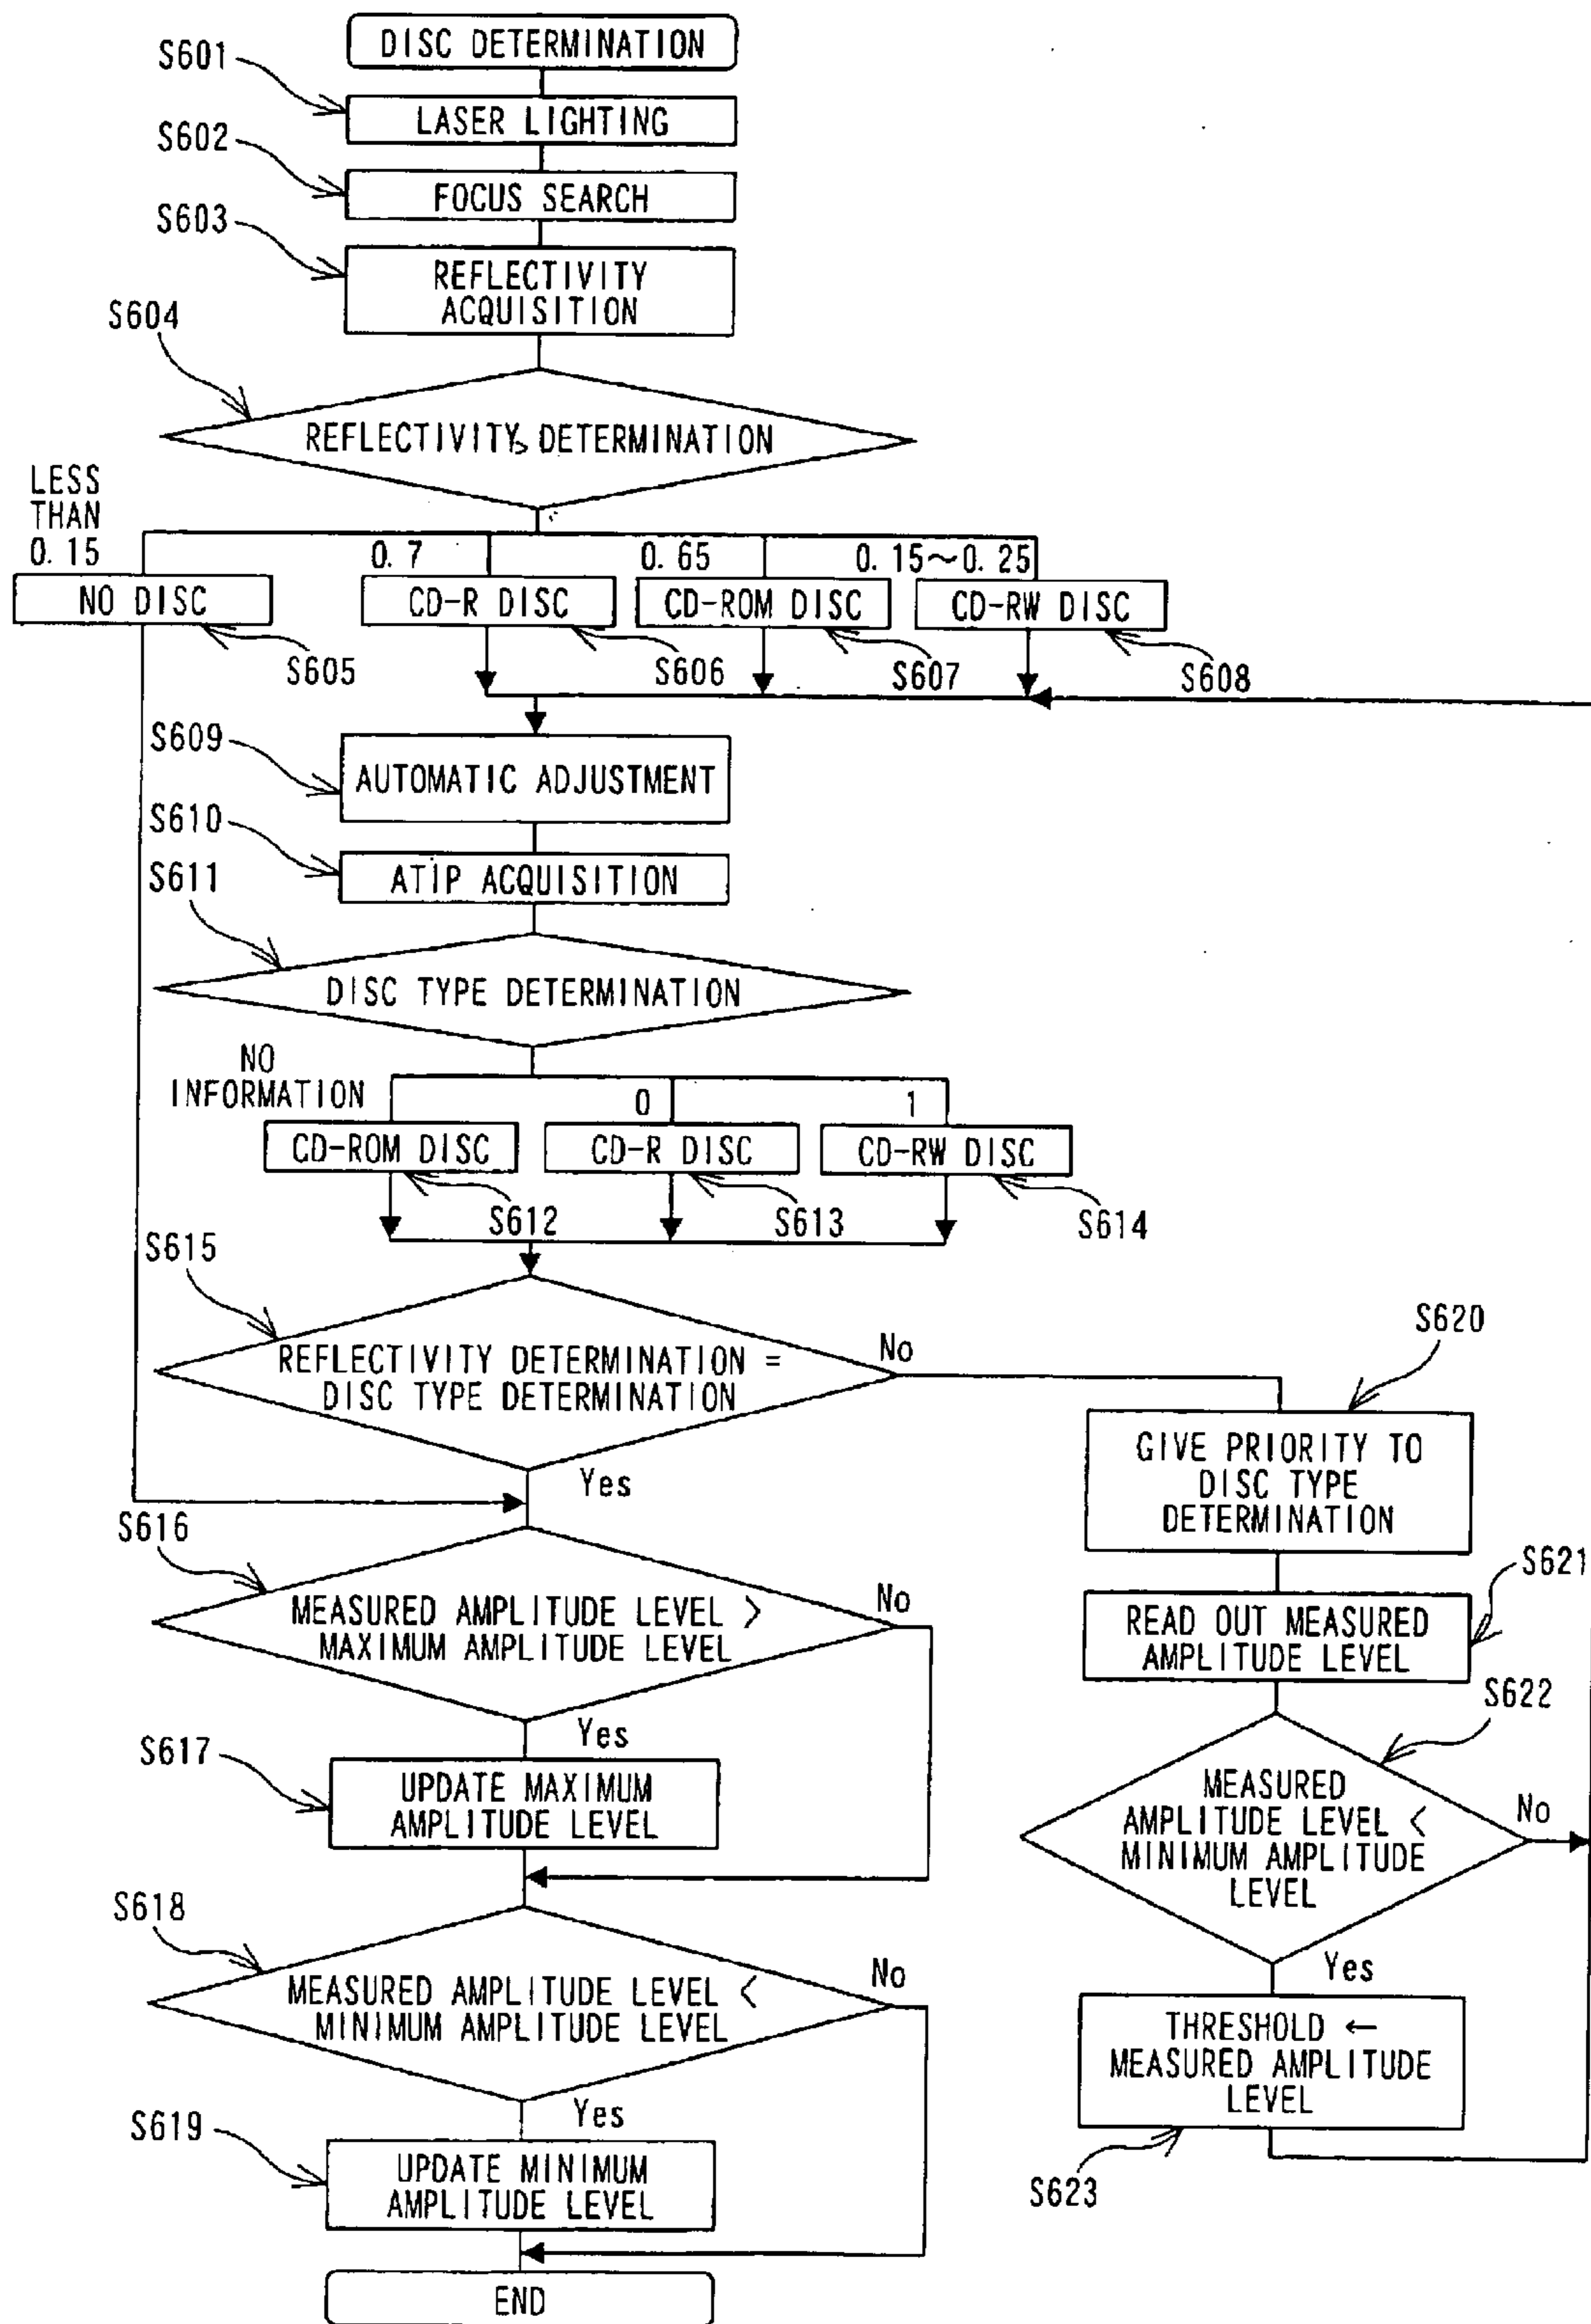 DISC DETERMINATION
S601
LASER LIGHTING
S602
FOCUS SEARCH
S603
REFLECTIVITY
ACQUISITION
S604
REFLECTIVITY DETERMINATION
LESS
THAN
0.15
0.7
0.65
0.15~0.25
NO DISC
CD-R DISC
CD-ROM DISC
CD-RW DISC
S605
S606
S607
S608
S609
AUTOMATIC ADJUSTMENT
S610
ATIP ACQUISITION
S611
DISC TYPE DETERMINATION
NO
INFORMATION
0
1
CD-ROM DISC
CD-R DISC
CD-RW DISC
S612
S613
S614
S615
REFLECTIVITY DETERMINATION =
DISC TYPE DETERMINATION
No
Yes
S620
GIVE PRIORITY TO
DISC TYPE
DETERMINATION
S616
MEASURED AMPLITUDE LEVEL >
MAXIMUM AMPLITUDE LEVEL
No
Yes
S621
READ OUT MEASURED
AMPLITUDE LEVEL
S622
MEASURED
AMPLITUDE LEVEL <
MINIMUM AMPLITUDE
LEVEL
No
Yes
S617
UPDATE MAXIMUM
AMPLITUDE LEVEL
S618
MEASURED AMPLITUDE LEVEL <
MINIMUM AMPLITUDE LEVEL
No
Yes
THRESHOLD ←
MEASURED AMPLITUDE
LEVEL
S623
S619
UPDATE MINIMUM
AMPLITUDE LEVEL
END